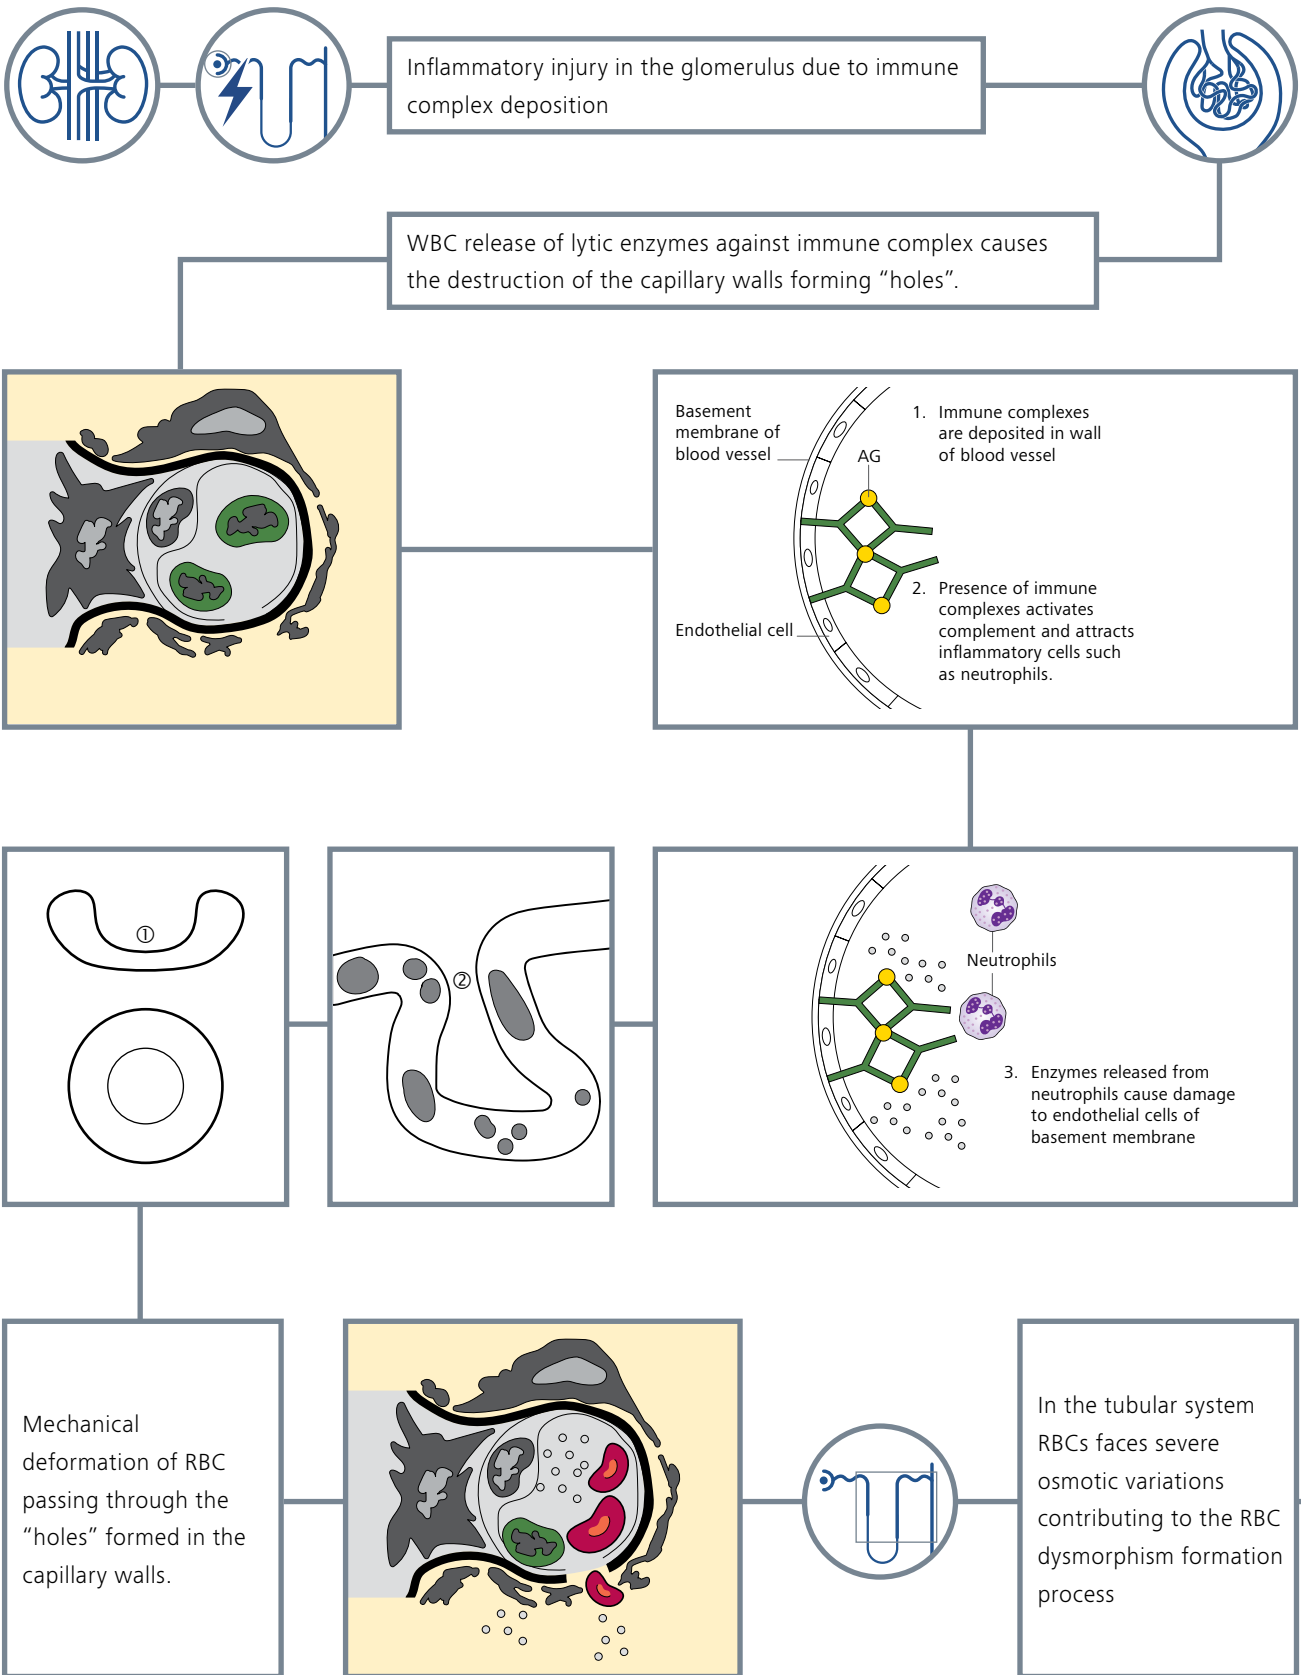 Inflammatory injury in the glomerulus due to immune
complex deposition
WBC release of lytic enzymes against immune complex causes
the destruction of the capillary walls forming “holes”.
Basement
membrane of
blood vessel
AG
1. Immune complexes
are deposited in wall
of blood vessel
Endothelial cell
2. Presence of immune
complexes activates
complement and attracts
inflammatory cells such
as neutrophils.
①
②
Neutrophils
3. Enzymes released from
neutrophils cause damage
to endothelial cells of
basement membrane
Mechanical
deformation of RBC
passing through the
“holes” formed in the
capillary walls.
In the tubular system
RBCs faces severe
osmotic variations
contributing to the RBC
dysmorphism formation
process